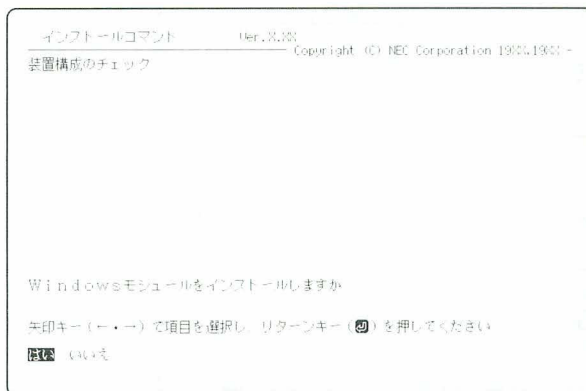 インストールコマンド Ver.X.XX
Copyright (C) NEC Corporation 19XX,19XX
装置構成のチェック
Windowsモジュールをインストールしますか
矢印キー(←・→)で項目を選択し、リターンキー(↵)を押してください
はい いいえ